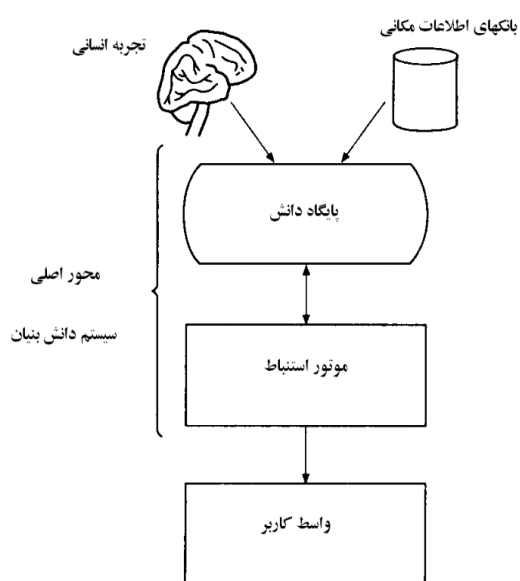 بانکهای اطلاعات مکانی
تجربه انسانی
پایگاه دانش
محور اصلی
سیستم دانش بنیان
موتور استنباط
واسط کاربر